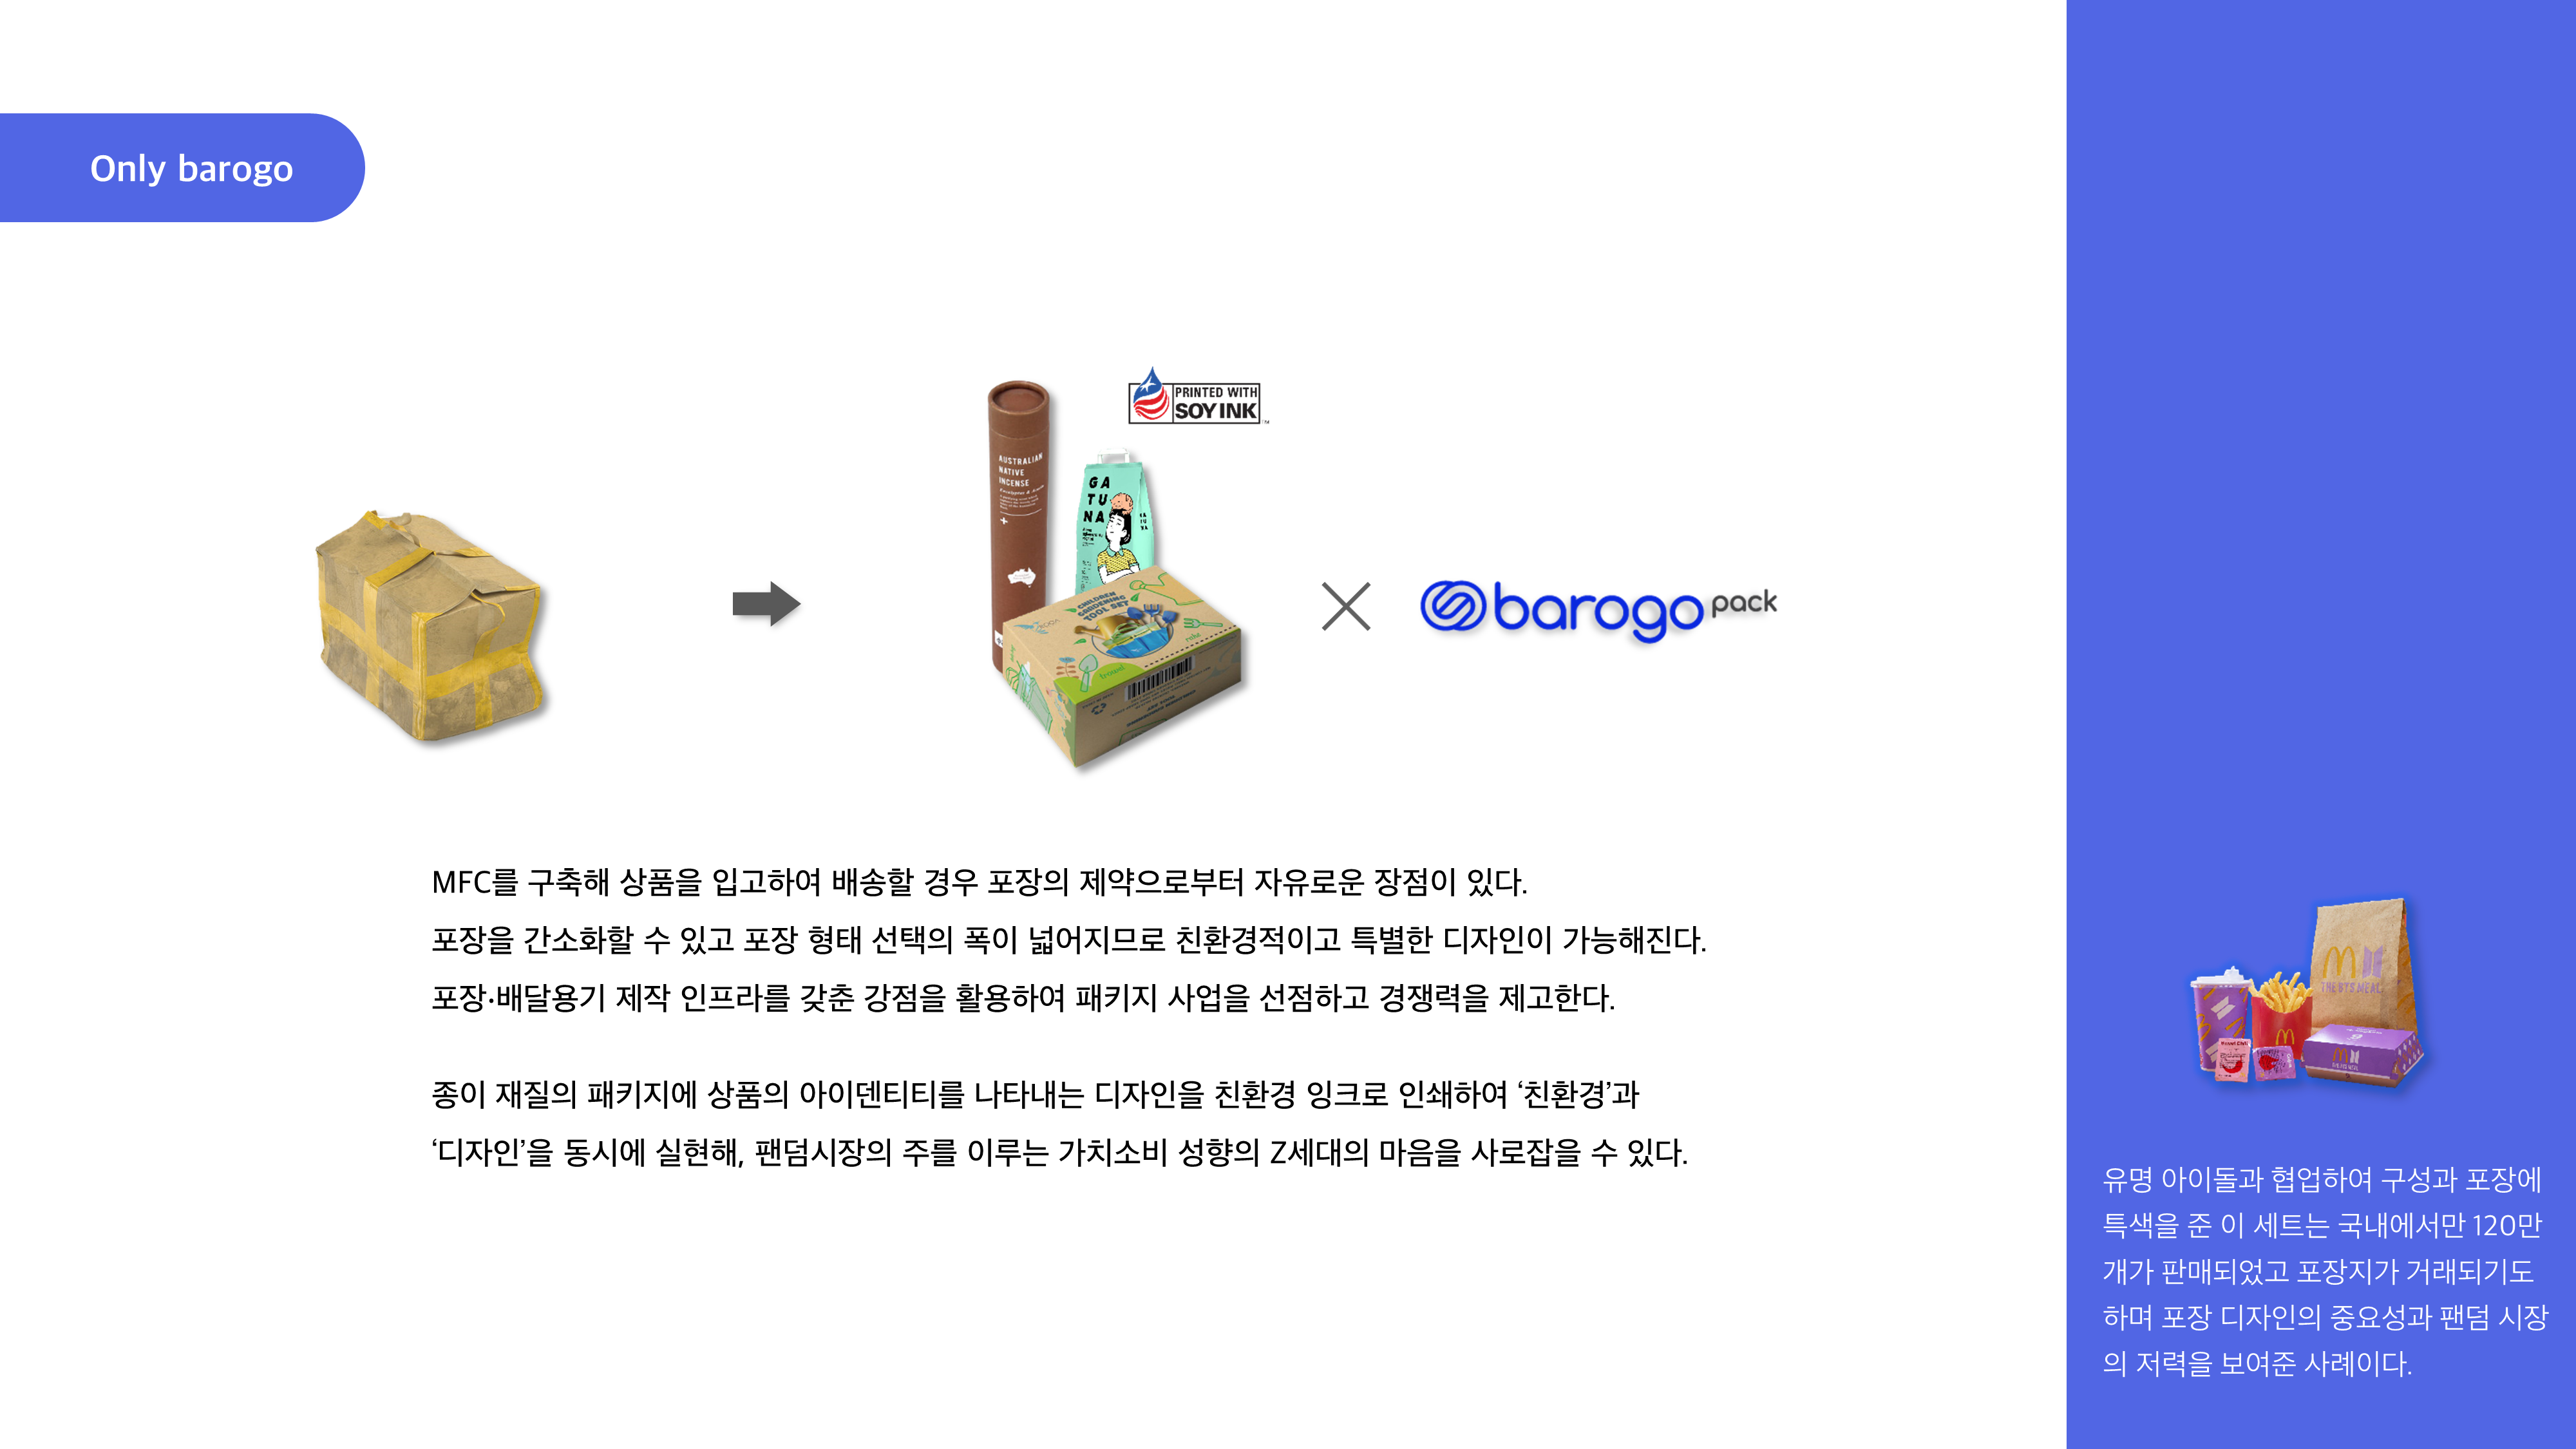 Only barogo
PRINTED WITH
SOY INK
AUSTRALIAN
NATIVE
INCENSE
GA
TU
NA
CHILDREN
GARDENING
TOOL SET
trowel
barogo pack
MFC를 구축해 상품을 입고하여 배송할 경우 포장의 제약으로부터 자유로운 장점이 있다.
포장을 간소화할 수 있고 포장 형태 선택의 폭이 넓어지므로 친환경적이고 특별한 디자인이 가능해진다.
포장·배달용기 제작 인프라를 갖춘 강점을 활용하여 패키지 사업을 선점하고 경쟁력을 제고한다.
종이 재질의 패키지에 상품의 아이덴티티를 나타내는 디자인을 친환경 잉크로 인쇄하여 ‘친환경’과
‘디자인’을 동시에 실현해, 팬덤시장의 주를 이루는 가치소비 성향의 Z세대의 마음을 사로잡을 수 있다.
THE BTS MEAL
유명 아이돌과 협업하여 구성과 포장에
특색을 준 이 세트는 국내에서만 120만
개가 판매되었고 포장지가 거래되기도
하며 포장 디자인의 중요성과 팬덤 시장
의 저력을 보여준 사례이다.